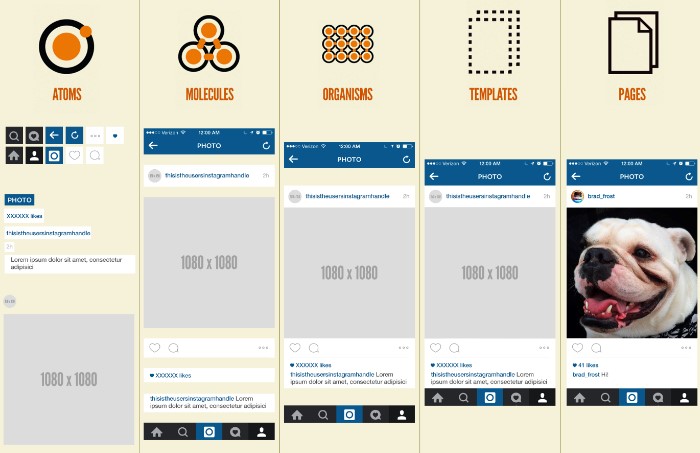 ATOMS
MOLECULES
ORGANISMS
TEMPLATES
PAGES
PHOTO
XXXXXX likes
thisistheusersinstagramhandle
2h
Lorem ipsum dolor sit amet, consectetur
adipisici
1080 x 1080
Verizon 12:00 AM
PHOTO
thisistheusersinstagramhandle 2h
1080 x 1080
XXXXXX likes
thisistheusersinstagramhandle Lorem
ipsum dolor sit amet, consectetur adipisici
Verizon 12:00 AM
PHOTO
thisistheusersinstagramhandle 2h
1080 x 1080
XXXXXX likes
thisistheusersinstagramhandle Lorem
ipsum dolor sit amet, consectetur adipisici
Verizon 12:00 AM
PHOTO
thisistheusersinstagramhandle 2h
1080 x 1080
XXXXXX likes
thisistheusersinstagramhandle Lorem
ipsum dolor sit amet, consectetur adipisici
Verizon 12:00 AM
PHOTO
brad_frost 2h
41 likes
brad_frost Hi!